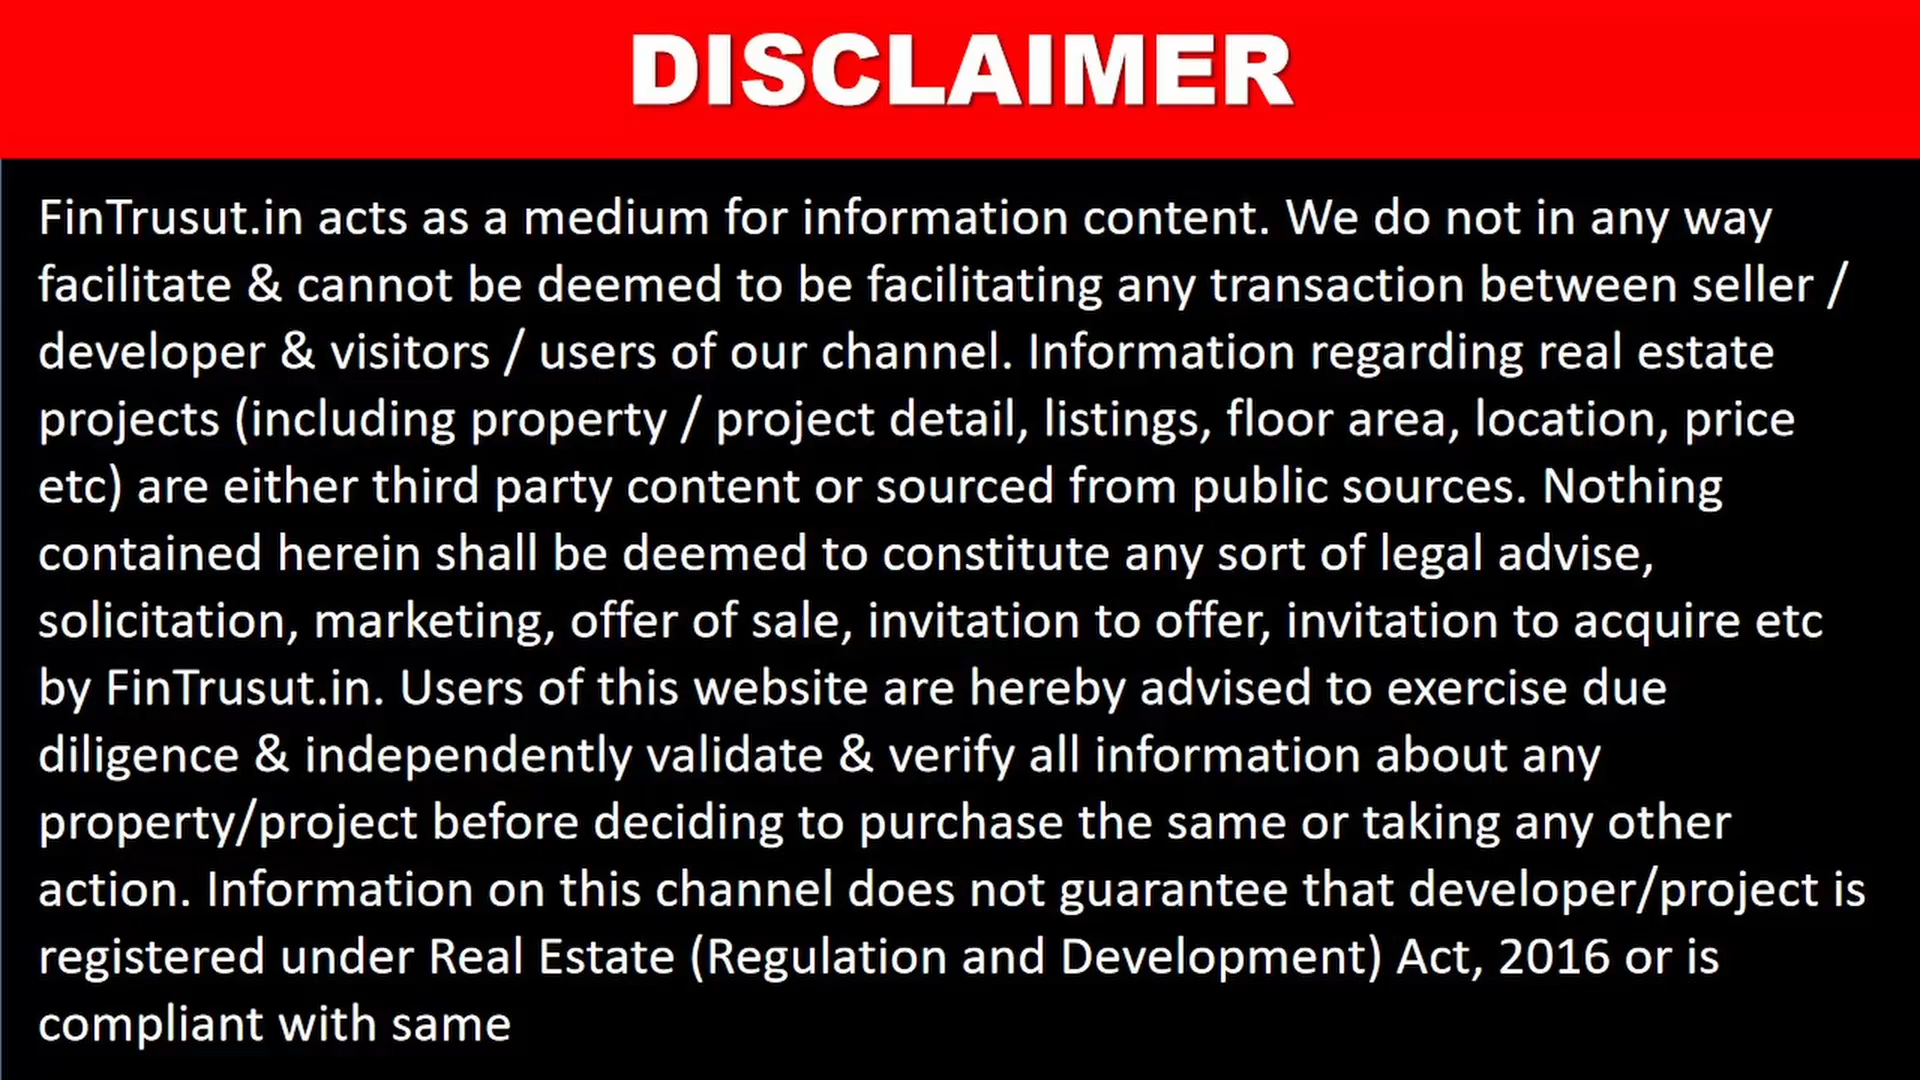 DISCLAIMER
FinTrusut.in acts as a medium for information content. We do not in any way
facilitate & cannot be deemed to be facilitating any transaction between seller /
developer & visitors / users of our channel. Information regarding real estate
projects (including property / project detail, listings, floor area, location, price
etc) are either third party content or sourced from public sources. Nothing
contained herein shall be deemed to constitute any sort of legal advise,
solicitation, marketing, offer of sale, invitation to offer, invitation to acquire etc
by FinTrusut.in. Users of this website are hereby advised to exercise due
diligence & independently validate & verify all information about any
property/project before deciding to purchase the same or taking any other
action. Information on this channel does not guarantee that developer/project is
registered under Real Estate (Regulation and Development) Act, 2016 or is
compliant with same